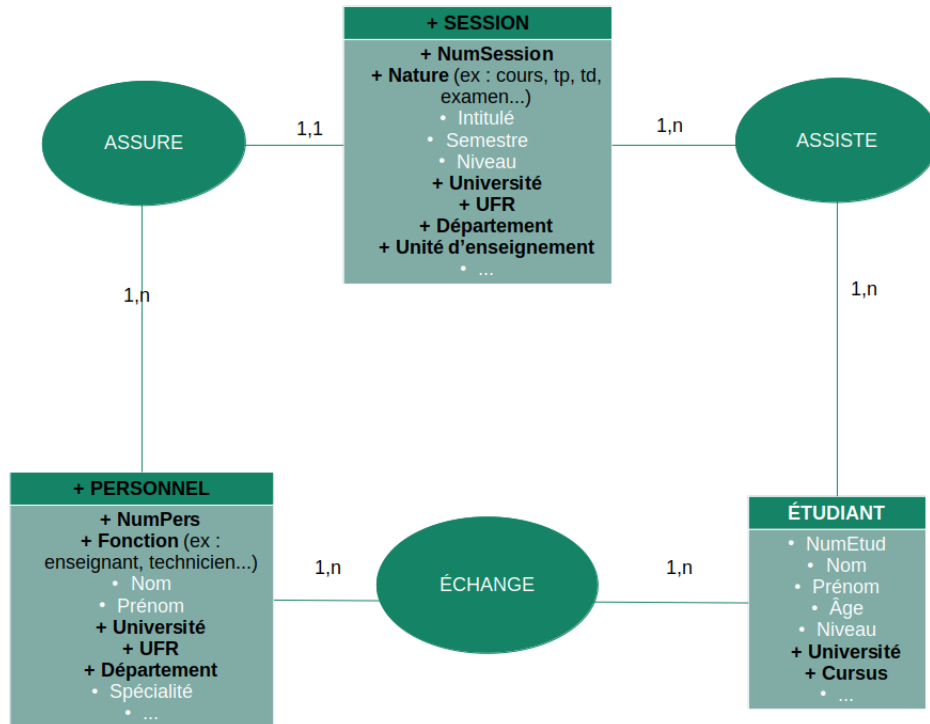 + SESSION
+ NumSession
+ Nature (ex : cours, tp, td,
examen...)
• Intitulé
• Semestre
• Niveau
+ Université
+ UFR
+ Département
+ Unité d’enseignement
• ...
ASSURE
1,1
1,n
ASSISTE
1,n
1,n
+ PERSONNEL
+ NumPers
+ Fonction (ex :
enseignant, technicien...)
• Nom
• Prénom
+ Université
+ UFR
+ Département
• Spécialité
• ...
1,n
ÉCHANGE
1,n
ÉTUDIANT
• NumEtud
• Nom
• Prénom
• Âge
• Niveau
+ Université
+ Cursus
• ...